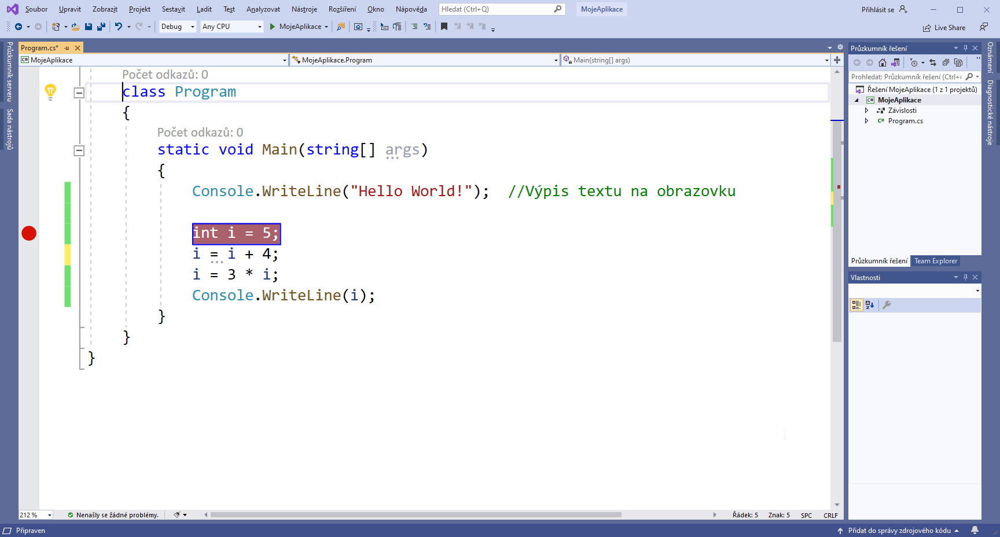 Soubor Upravit Zobrazit Projekt Sestavit Ladit Test Analyzovat Nástroje Rozšíření Okno Nápověda Hledat (Ctrl+Q) MojeAplikace Přihlásit se
Debug Any CPU MojeAplikace Live Share
Program.cs*
MojeAplikace MojeAplikace.Program Main(string[] args)
Průzkumník serveru
Sada nástrojů
Počet odkazů: 0
class Program
{
Počet odkazů: 0
static void Main(string[] args)
{
Console.WriteLine("Hello World!"); //Výpis textu na obrazovku
int i = 5;
i = i + 4;
i = 3 * i;
Console.WriteLine(i);
}
}
}
212 % Nenašly se žádné problémy. Řádek: 5 Znak: 5 SPC CRLF
Průzkumník řešení
Prohledat: Průzkumník řešení (Ctrl+
Řešení MojeAplikace (1 z 1 projektů)
C# MojeAplikace
Závislosti
C# Program.cs
Průzkumník řešení Team Explorer
Vlastnosti
Oznámení
Diagnostické nástroje
Připraven Přidat do správy zdrojového kódu